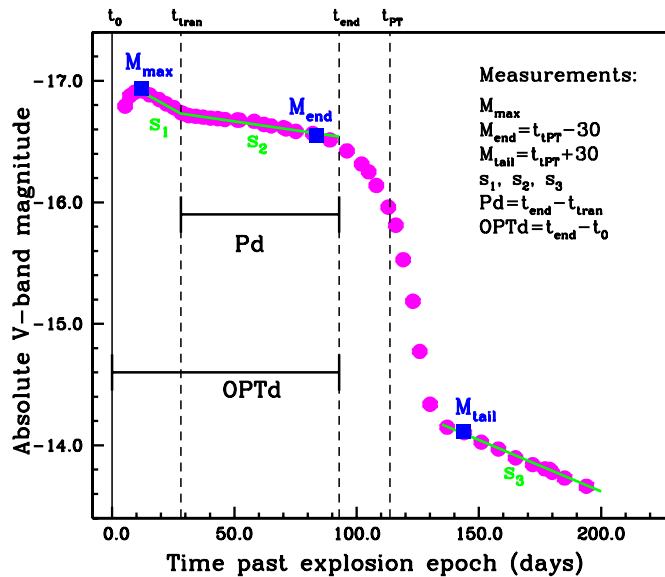 t0 ttran tend tPT
Mmax
Mend
s1
s2
Measurements:
Mmax
Mend=ttPT-30
Mtail=ttPT+30
s1, s2, s3
Pd=tend-ttran
OPTd=tend-t0
Pd
OPTd
Mtail
s3
-17.0
-16.0
-15.0
-14.0
Absolute V-band magnitude
0.0 50.0 100.0 150.0 200.0
Time past explosion epoch (days)